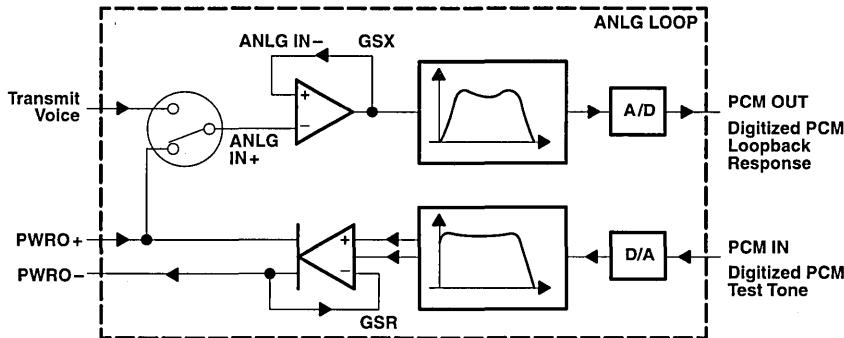 ANLG LOOP
ANLG IN−
GSX
Transmit
Voice
+
−
ANLG
IN+
A/D
PCM OUT
Digitized PCM
Loopback
Response
PWRO+
PWRO−
+
−
GSR
D/A
PCM IN
Digitized PCM
Test Tone